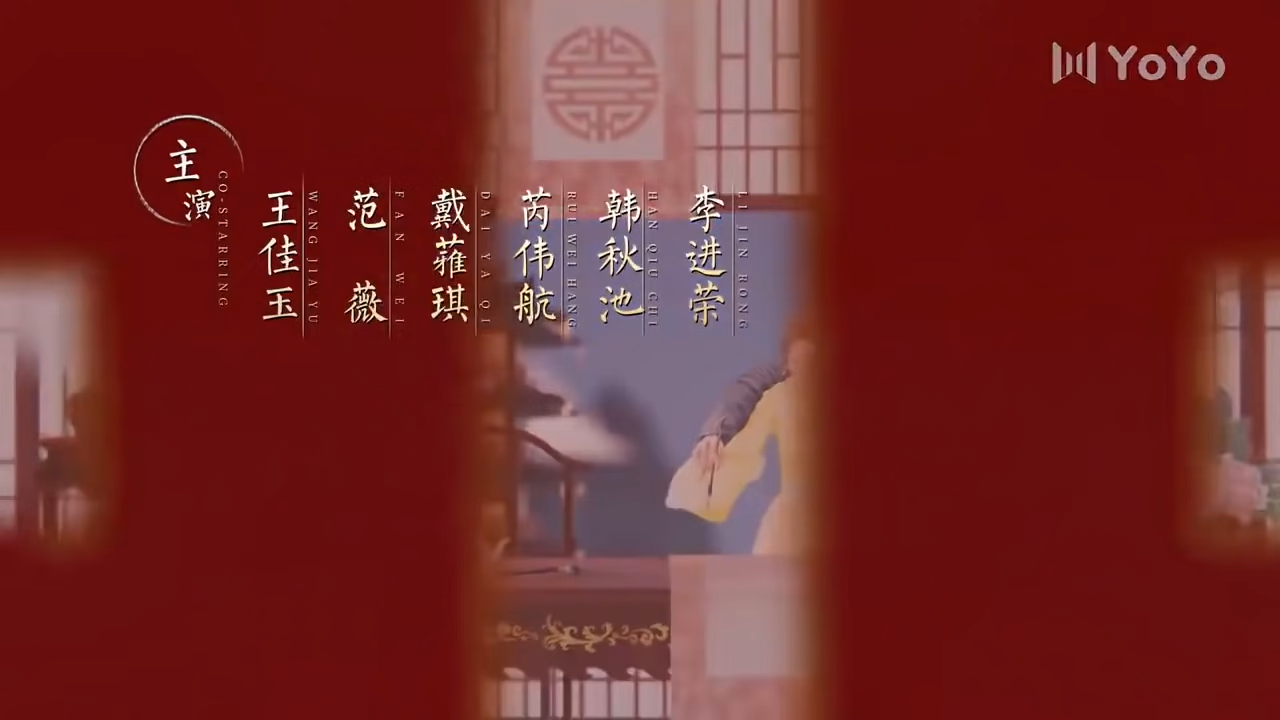 主演
CO-STARRING
王佳玉
WANG JIA YU
范薇
FAN WEI
戴蕥琪
DAI YA QI
芮伟航
RUI WEI HANG
韩秋池
HAN QIU CHI
李进荣
LI JIN RONG
YoYo